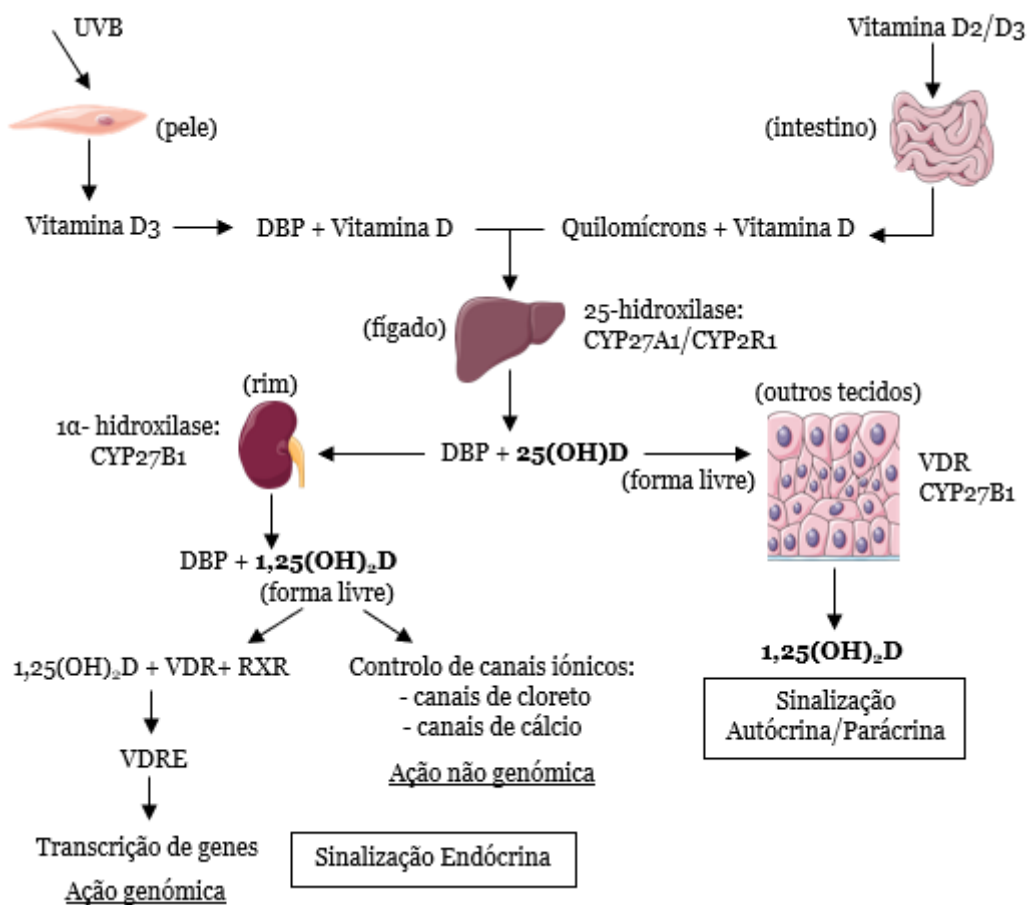 UVB
Vitamina D2/D3
(pele)
(intestino)
Vitamina D3
DBP + Vitamina D
Quilomícrons + Vitamina D
(fígado)
25-hidroxilase:
CYP27A1/CYP2R1
(rim)
1α- hidroxilase:
CYP27B1
DBP + 25(OH)D
(forma livre)
(outros tecidos)
VDR
CYP27B1
DBP + 1,25(OH)₂D
(forma livre)
1,25(OH)₂D + VDR+ RXR
VDRE
Transcrição de genes
Ação genómica
Controlo de canais iónicos:
- canais de cloreto
- canais de cálcio
Ação não genómica
Sinalização Endócrina
1,25(OH)₂D
Sinalização
Autócrina/Parácrina